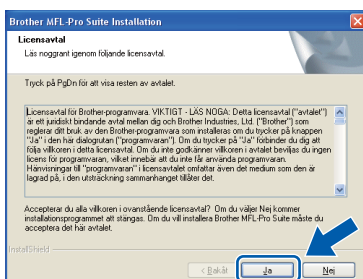 Brother MFL-Pro Suite Installation
Licensavtal
Läs noggrant igenom följande licensavtal.
Tryck på PgDn för att visa resten av avtalet.
Licensavtal för Brother-programvara. VIKTIGT - LÄS NOGA: Detta licensavtal ("avtalet")
är ett juridiskt bindande avtal mellan dig och Brother Industries, Ltd. ("Brother") som
reglerar ditt bruk av den Brother-programvara som installeras om du trycker på knappen
"Ja" i den här dialogrutan ("programvaran"). Om du trycker på "Ja" förbinder du dig att
följa villkoren i detta licensavtal. Om du inte godkänner villkoren i avtalet beviljas du ingen
licens för programvaran, vilket innebär att du inte får använda programvaran.
Hänvisningar till "programvaran" i licensavtalet omfattar även det medium som den är
lagrad på, i den utsträckning sammanhanget tillåter det.
Accepterar du alla villkoren i ovanstående licensavtal? Om du väljer Nej kommer
installationsprogrammet att stängas. Om du vill installera Brother MFL-Pro Suite måste du
acceptera det här avtalet.
InstallShield
< Bakåt
Ja
Nej